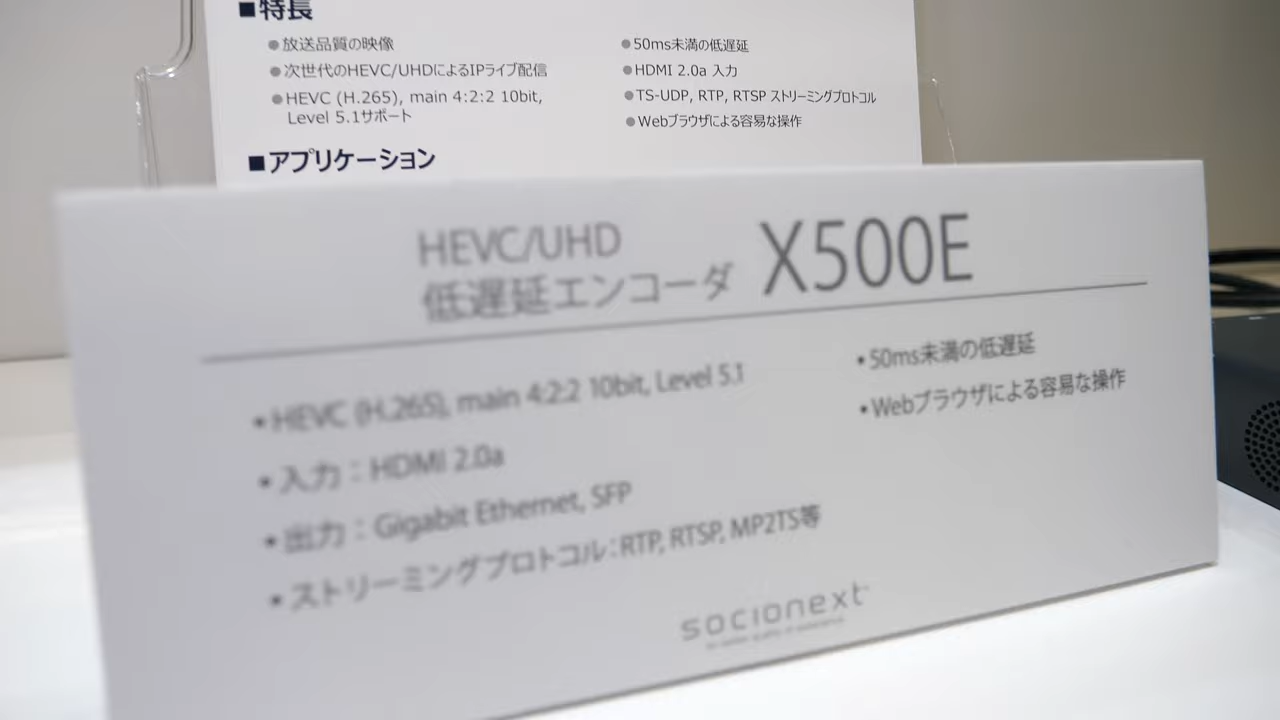 ■特長
●放送品質の映像
●次世代のHEVC/UHDによるIPライブ配信
●HEVC (H.265), main 4:2:2 10bit,
Level 5.1サポート
●50ms未満の低遅延
●HDMI 2.0a 入力
●TS-UDP, RTP, RTSP ストリーミングプロトコル
●Webブラウザによる容易な操作
■アプリケーション
HEVC/UHD
低遅延エンコーダ X500E
•HEVC (H.265), main 4:2:2 10bit, Level 5.1
•入力：HDMI 2.0a
•出力：Gigabit Ethernet, SFP
•ストリーミングプロトコル：RTP, RTSP, MP2TS等
•50ms未満の低遅延
•Webブラウザによる容易な操作
socionext